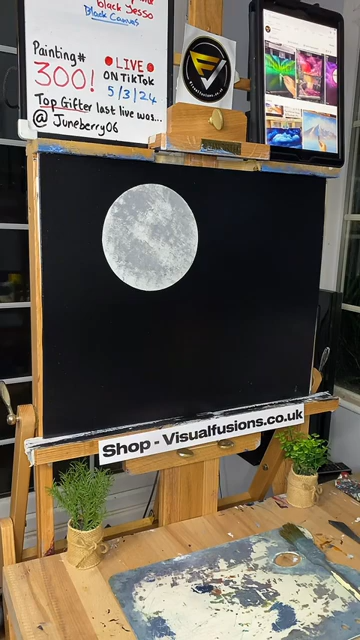 black Jesso
Black Canvas
Painting#
300!
LIVE
ON TikTok
5/3/24
Top Gifter last live was...
@Juneberry06
Shop - Visualfusions.co.uk